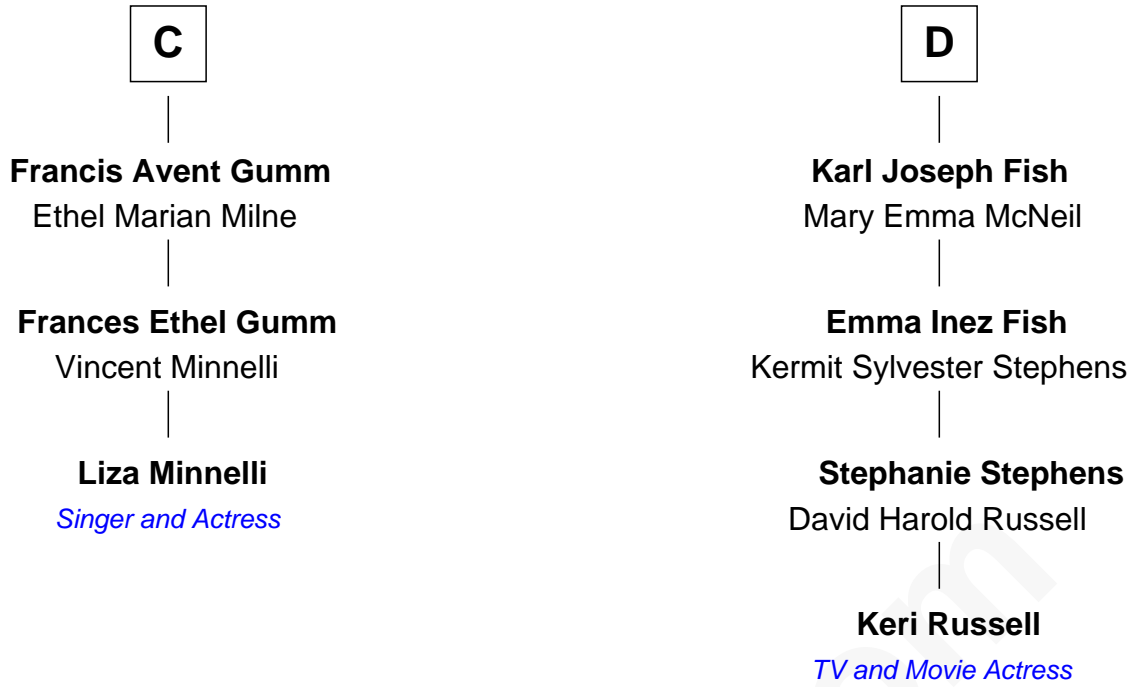 C
Francis Avent Gumm
Ethel Marian Milne
Frances Ethel Gumm
Vincent Minnelli
Liza Minnelli
Singer and Actress
D
Karl Joseph Fish
Mary Emma McNeil
Emma Inez Fish
Kermit Sylvester Stephens
Stephanie Stephens
David Harold Russell
Keri Russell
TV and Movie Actress